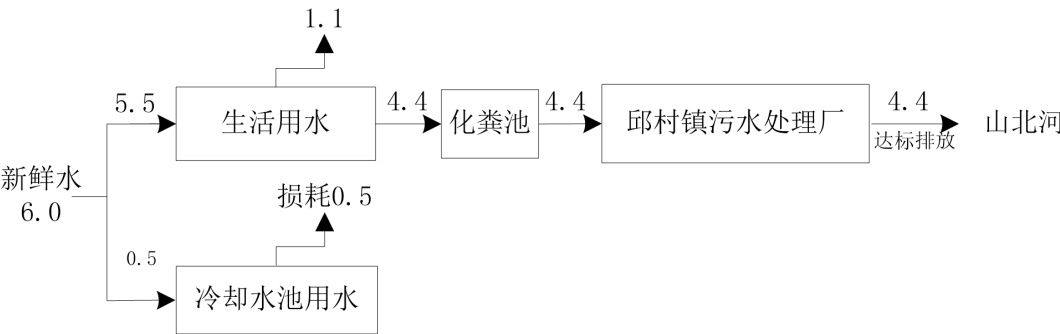 1.1
5.5
生活用水
4.4
化粪池
4.4
邱村镇污水处理厂
4.4
达标排放
山北河
新鲜水
6.0
损耗0.5
0.5
冷却水池用水